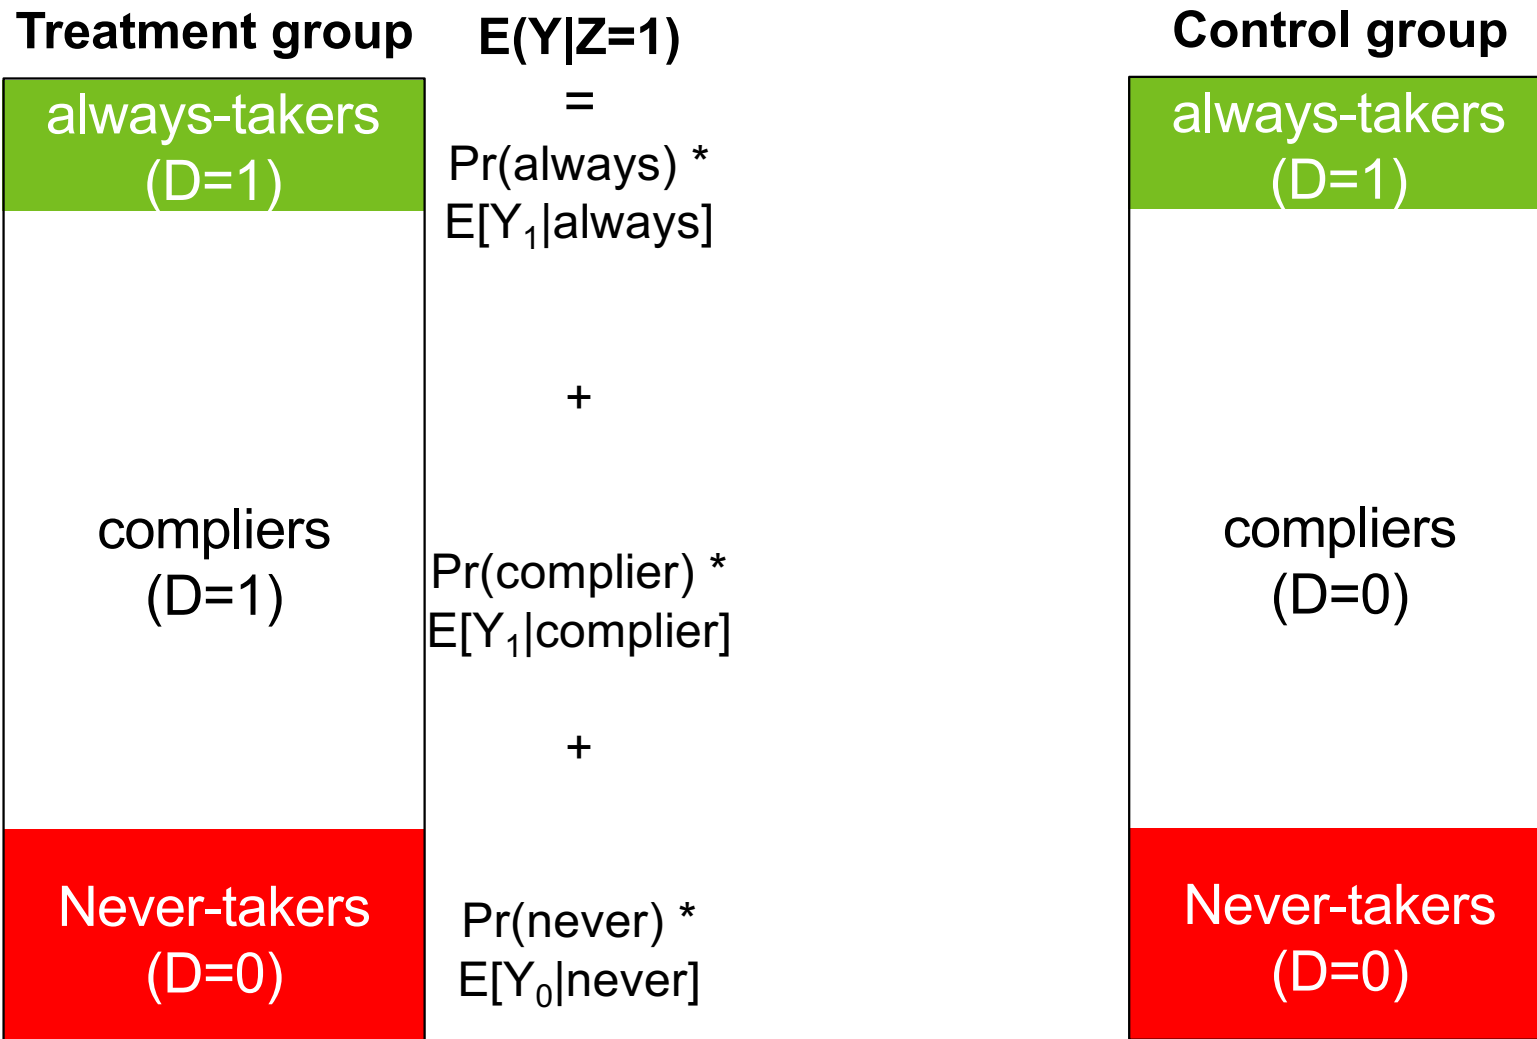 Treatment group
always-takers
(D=1)
compliers
(D=1)
Never-takers
(D=0)
E(Y|Z=1)
=
Pr(always) *
E[Y₁|always]
+
Pr(complier) *
E[Y₁|complier]
+
Pr(never) *
E[Y₀|never]
Control group
always-takers
(D=1)
compliers
(D=0)
Never-takers
(D=0)